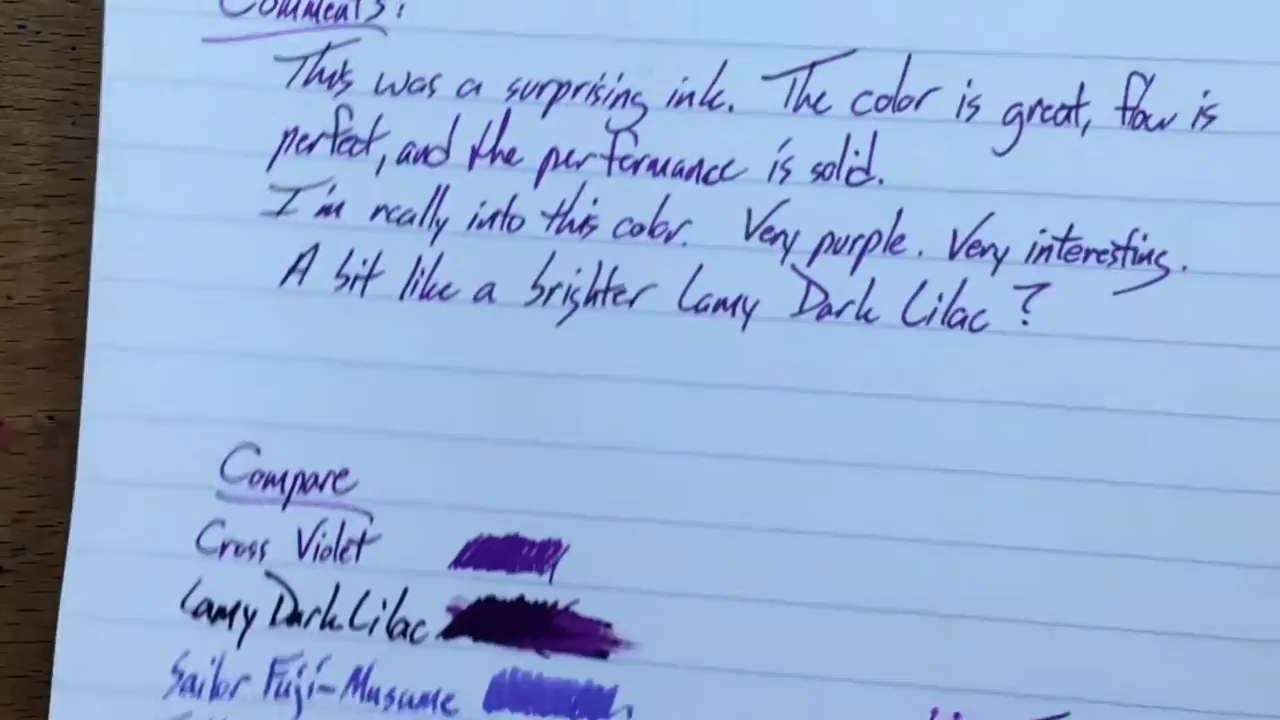 Comments:
This was a surprising ink. The color is great, flow is
perfect, and the performance is solid.
I'm really into this color. Very purple. Very interesting.
A bit like a brighter Lamy Dark Lilac?
Compare
Cross Violet
Lamy Dark Lilac
Sailor Fuji-Musume